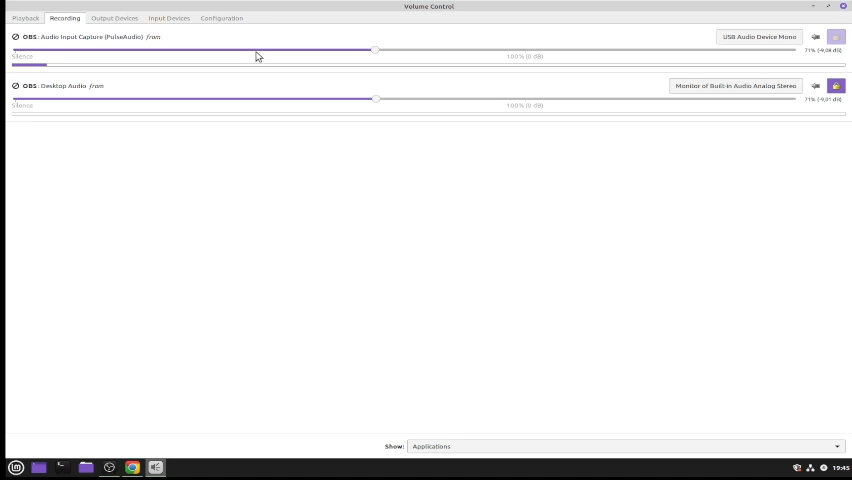 Volume Control
Playback Recording Output Devices Input Devices Configuration
OBS: Audio Input Capture (PulseAudio) from USB Audio Device Mono
71% (-9,09 dB)
Silence 100% (0 dB)
OBS: Desktop Audio from Monitor of Built-in Audio Analog Stereo
71% (-9,01 dB)
Silence 100% (0 dB)
Show: Applications
19:45